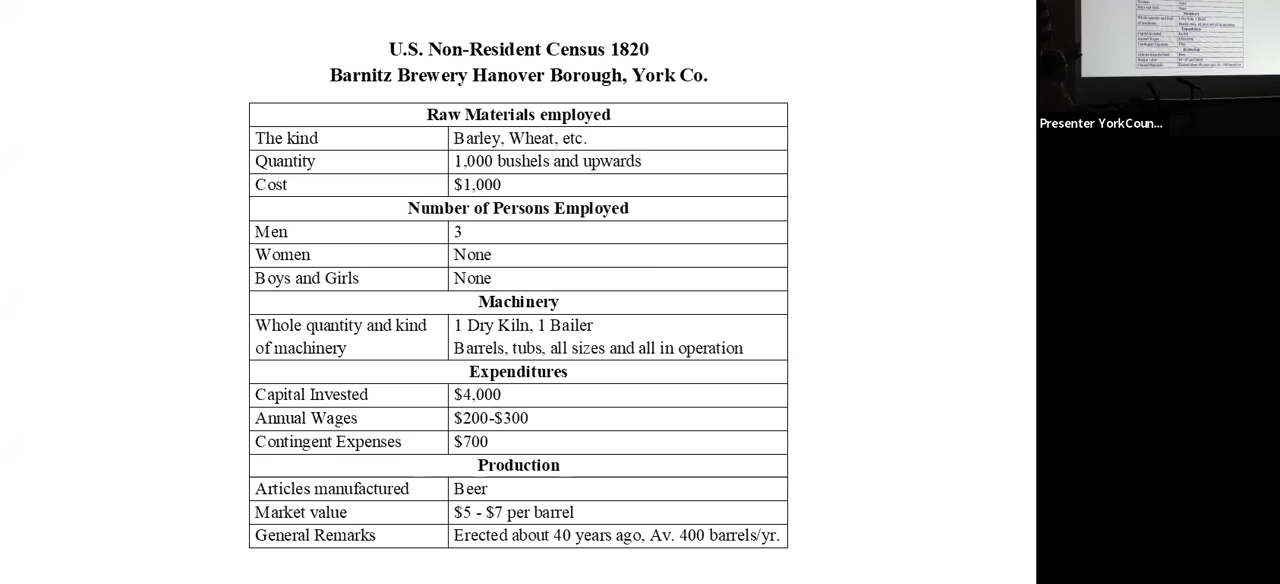 U.S. Non-Resident Census 1820
Barnitz Brewery Hanover Borough, York Co.
Raw Materials employed
The kind Barley, Wheat, etc.
Quantity 1,000 bushels and upwards
Cost $1,000
Number of Persons Employed
Men 3
Women None
Boys and Girls None
Machinery
Whole quantity and kind 1 Dry Kiln, 1 Bailer
of machinery Barrels, tubs, all sizes and all in operation
Expenditures
Capital Invested $4,000
Annual Wages $200-$300
Contingent Expenses $700
Production
Articles manufactured Beer
Market value $5 - $7 per barrel
General Remarks Erected about 40 years ago, Av. 400 barrels/yr.
Presenter YorkCoun...